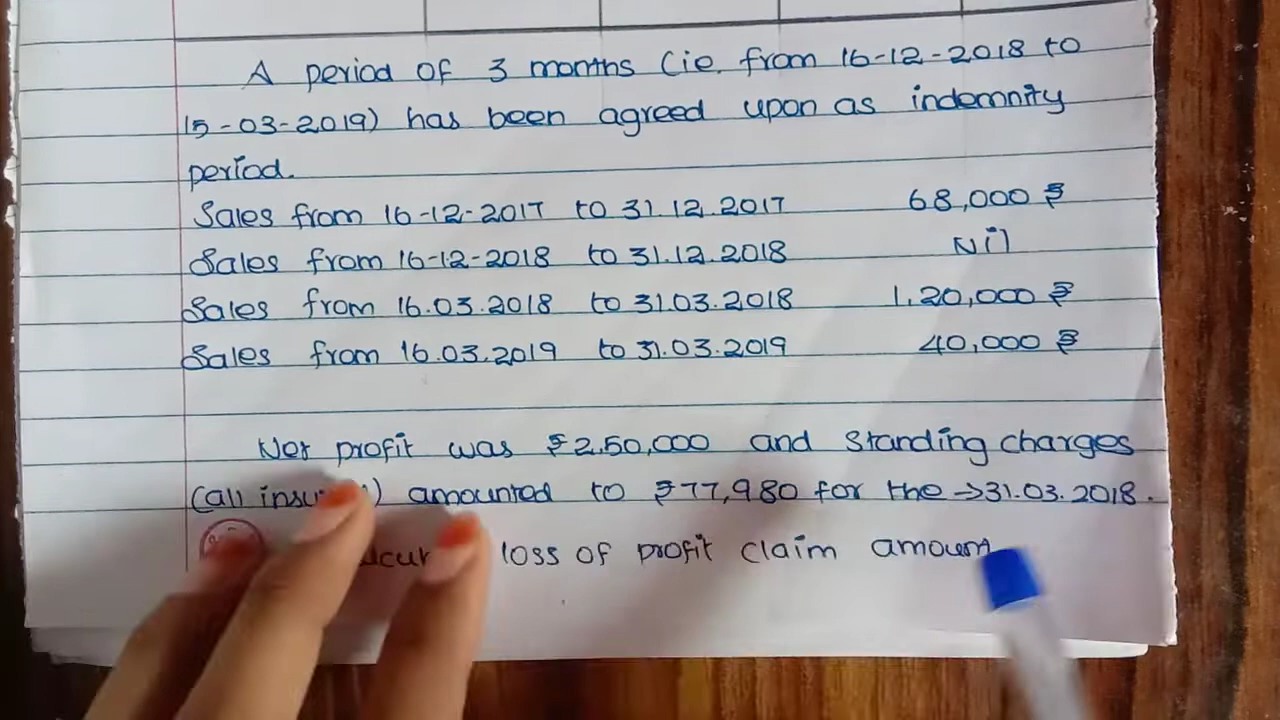 A period of 3 months (ie. from 16-12-2018 to
15-03-2019) has been agreed upon as indemnity
period.
Sales from 16-12-2017 to 31.12.2017 68,000 ₹
Sales from 16-12-2018 to 31.12.2018 Nil
Sales from 16.03.2018 to 31.03.2018 1,20,000 ₹
Sales from 16.03.2019 to 31.03.2019 40,000 ₹
Net profit was ₹2,50,000 and Standing charges
(all amounted to ₹77,980 for the →31.03.2018.
loss of profit claim amount